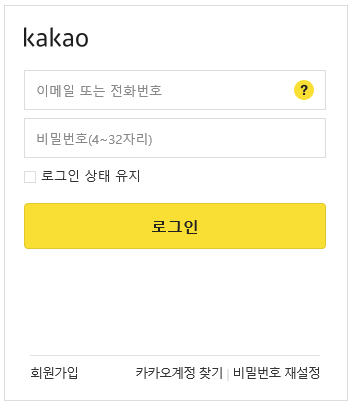 kakao
이메일 또는 전화번호
?
비밀번호(4~32자리)
로그인 상태 유지
로그인
회원가입 카카오계정 찾기 | 비밀번호 재설정